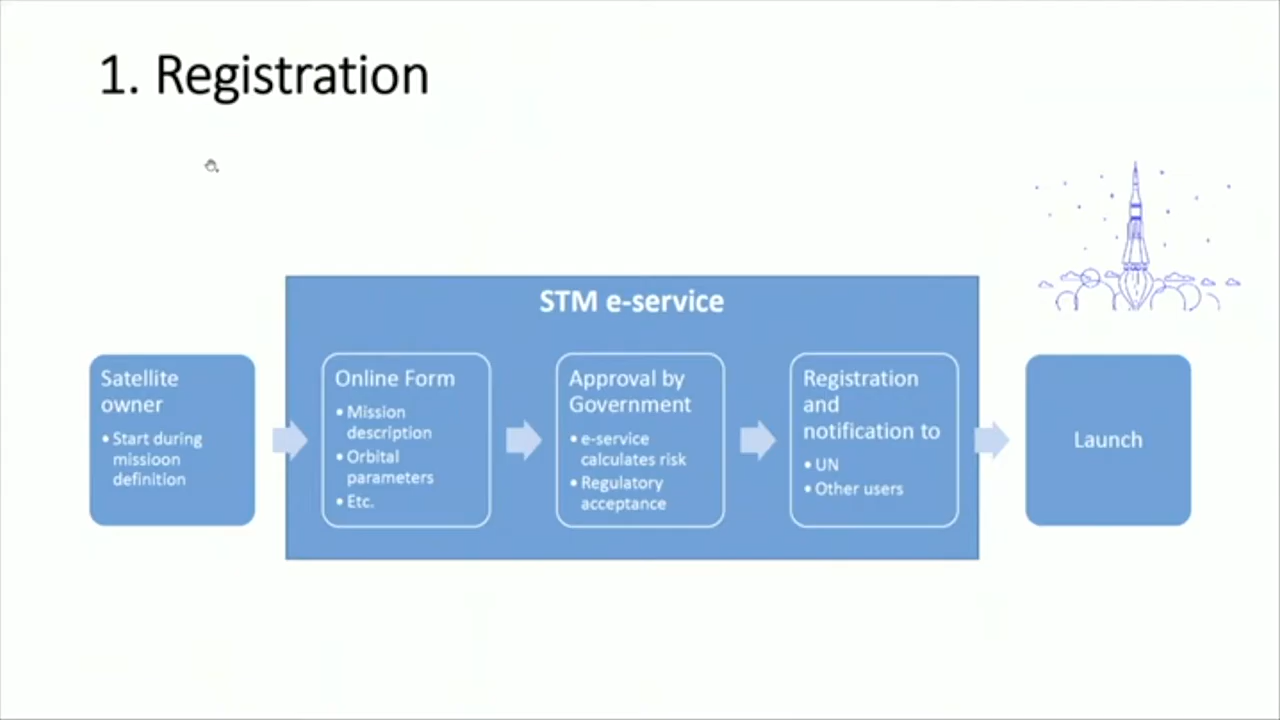 1. Registration
STM e-service
Satellite
owner
• Start during
missioon
definition
Online Form
• Mission
description
• Orbital
parameters
• Etc.
Approval by
Government
• e-service
calculates risk
• Regulatory
acceptance
Registration
and
notification to
• UN
• Other users
Launch